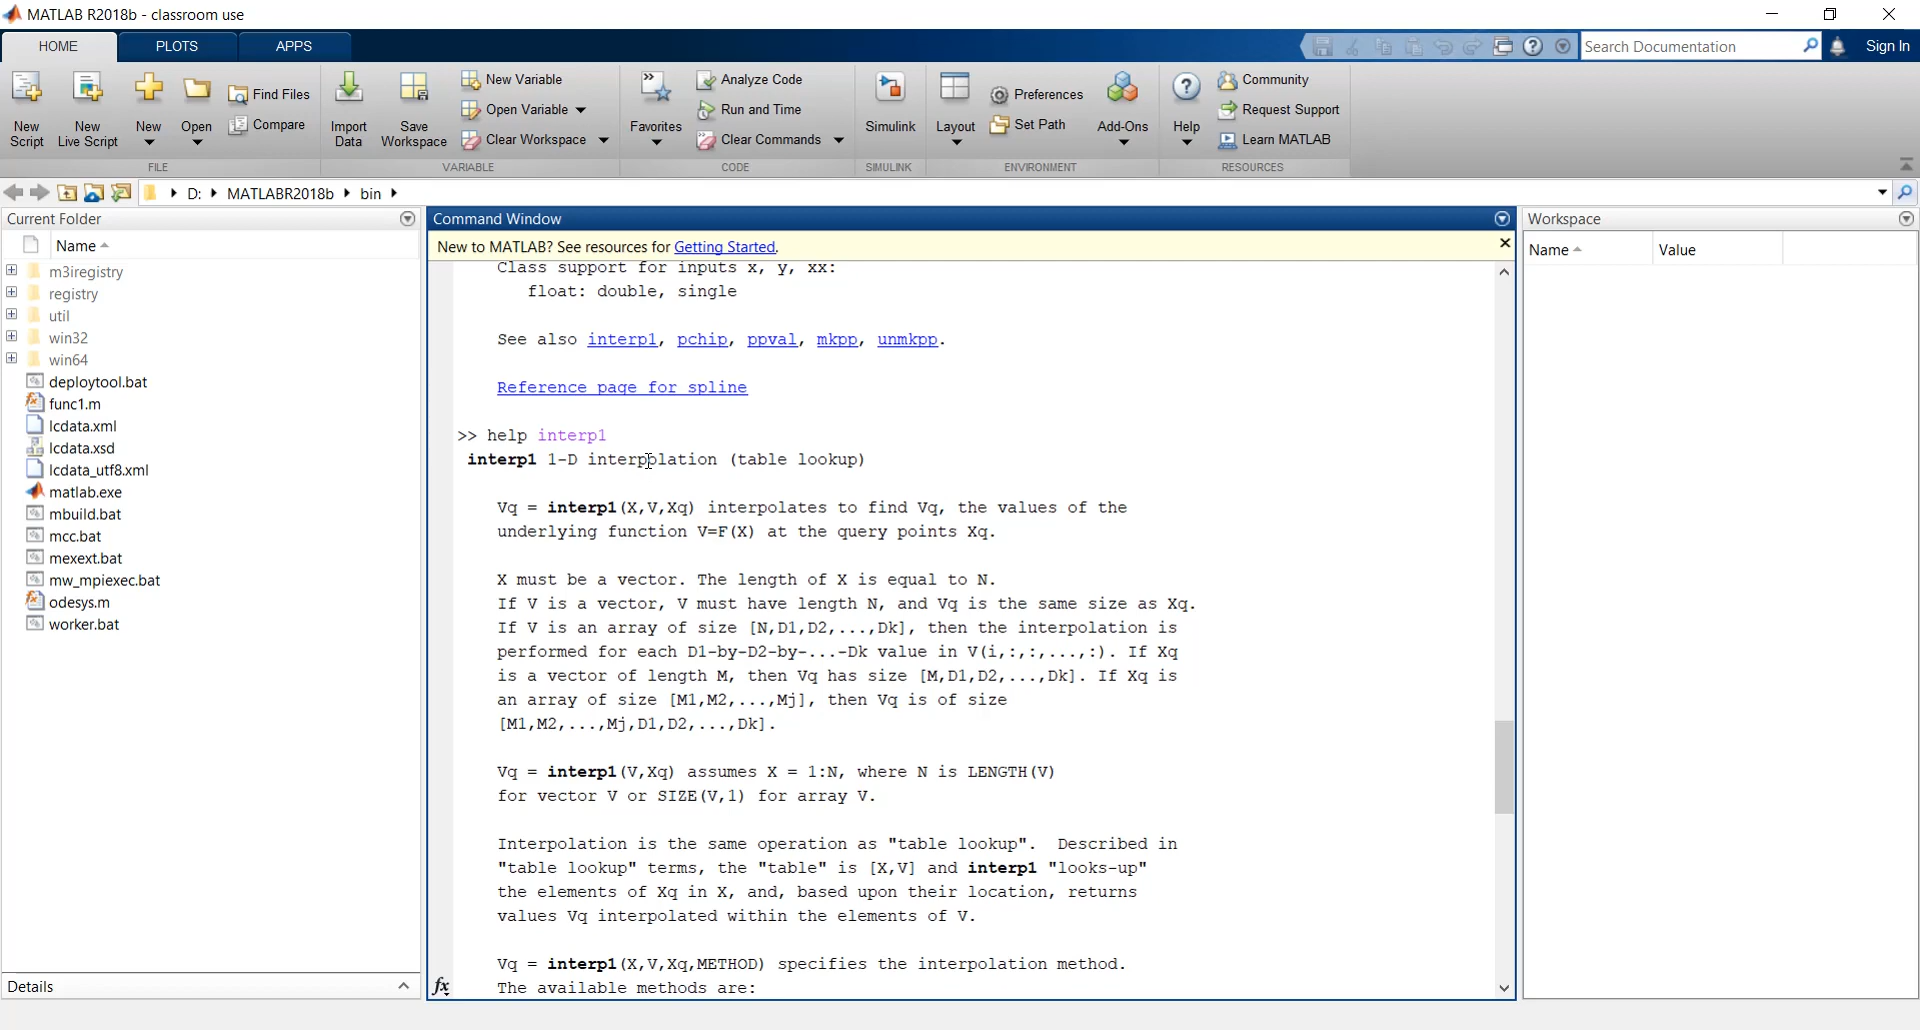 MATLAB R2018b - classroom use
HOME PLOTS APPS
Search Documentation
Sign In
New Script
New Live Script
New
Open
Find Files
Compare
Import Data
Save Workspace
New Variable
Open Variable
Clear Workspace
Favorites
Analyze Code
Run and Time
Clear Commands
Simulink
Layout
Preferences
Set Path
Add-Ons
Help
Community
Request Support
Learn MATLAB
FILE VARIABLE CODE SIMULINK ENVIRONMENT RESOURCES
D: MATLABR2018b bin
Current Folder
Name
m3iregistry
registry
util
win32
win64
deploytool.bat
func1.m
lcdata.xml
lcdata.xsd
lcdata_utf8.xml
matlab.exe
mbuild.bat
mcc.bat
mexext.bat
mw_mpiexec.bat
odesys.m
worker.bat
Details
Command Window
New to MATLAB? See resources for Getting Started.
Class support for inputs x, y, xx:
float: double, single
See also interp1, pchip, ppval, mkpp, unmkpp.
Reference page for spline
>> help interp1
interp1 1-D interpolation (table lookup)
Vq = interp1(X,V,Xq) interpolates to find Vq, the values of the
underlying function V=F(X) at the query points Xq.
X must be a vector. The length of X is equal to N.
If V is a vector, V must have length N, and Vq is the same size as Xq.
If V is an array of size [N,D1,D2,...,Dk], then the interpolation is
performed for each D1-by-D2-by-...-Dk value in V(i,:,:,...,:). If Xq
is a vector of length M, then Vq has size [M,D1,D2,...,Dk]. If Xq is
an array of size [M1,M2,...,Mj], then Vq is of size
[M1,M2,...,Mj,D1,D2,...,Dk].
Vq = interp1(V,Xq) assumes X = 1:N, where N is LENGTH(V)
for vector V or SIZE(V,1) for array V.
Interpolation is the same operation as "table lookup".  Described in
"table lookup" terms, the "table" is [X,V] and interp1 "looks-up"
the elements of Xq in X, and, based upon their location, returns
values Vq interpolated within the elements of V.
Vq = interp1(X,V,Xq,METHOD) specifies the interpolation method.
The available methods are:
fx
Workspace
Name Value